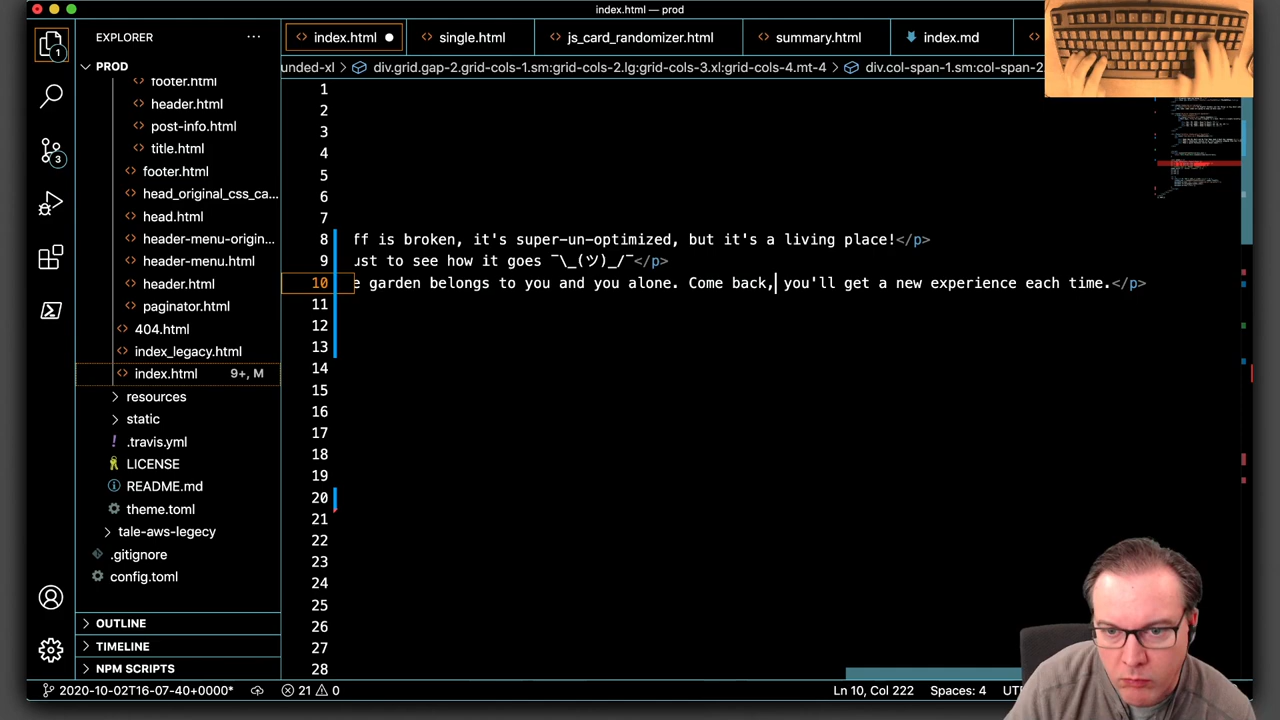 index.html — prod
EXPLORER
index.html
single.html
js_card_randomizer.html
summary.html
index.md
PROD
unded-xl > div.grid.gap-2.grid-cols-1.sm:grid-cols-2.lg:grid-cols-3.xl:grid-cols-4.mt-4 > div.col-span-1.sm:col-span-2
footer.html
header.html
post-info.html
title.html
footer.html
head_original_css_ca...
head.html
header-menu-origin...
header-menu.html
header.html
paginator.html
404.html
index_legacy.html
index.html 9+, M
resources
static
.travis.yml
LICENSE
README.md
theme.toml
tale-aws-legecy
.gitignore
config.toml
OUTLINE
TIMELINE
NPM SCRIPTS
1
3
1
2
3
4
5
6
7
8 ff is broken, it's super-un-optimized, but it's a living place!</p>
9 ust to see how it goes ¯\_(ツ)_/¯</p>
10 e garden belongs to you and you alone. Come back, you'll get a new experience each time.</p>
11
12
13
14
15
16
17
18
19
20
21
22
23
24
25
26
27
28
2020-10-02T16-07-40+0000* 21 0 Ln 10, Col 222 Spaces: 4 UT